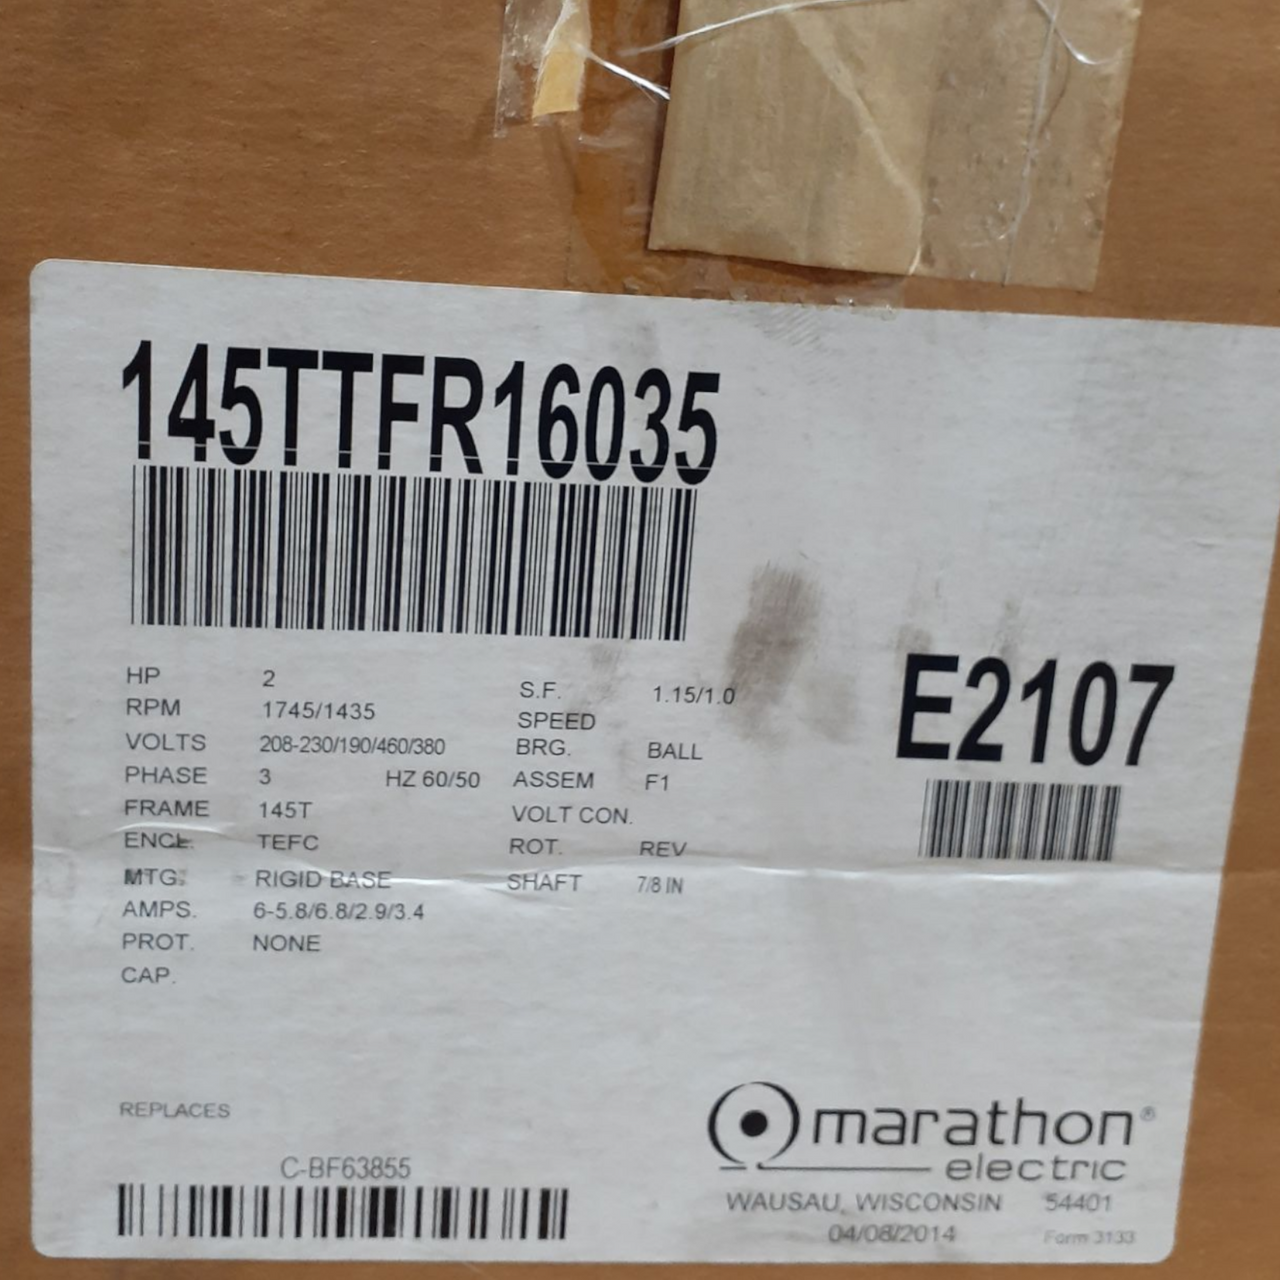 145TTFR16035
HP 2
RPM 1745/1435
VOLTS 208-230/190/460/380
PHASE 3 HZ 60/50
FRAME 145T
ENCL. TEFC
MTG. RIGID BASE
AMPS. 6-5.8/6.8/2.9/3.4
PROT. NONE
CAP.
S.F. 1.15/1.0
SPEED
BRG. BALL
ASSEM F1
VOLT CON.
ROT. REV
SHAFT 7/8 IN
E2107
REPLACES
C-BF63855
marathon®
electric
WAUSAU, WISCONSIN 54401
04/08/2014
Form 3133